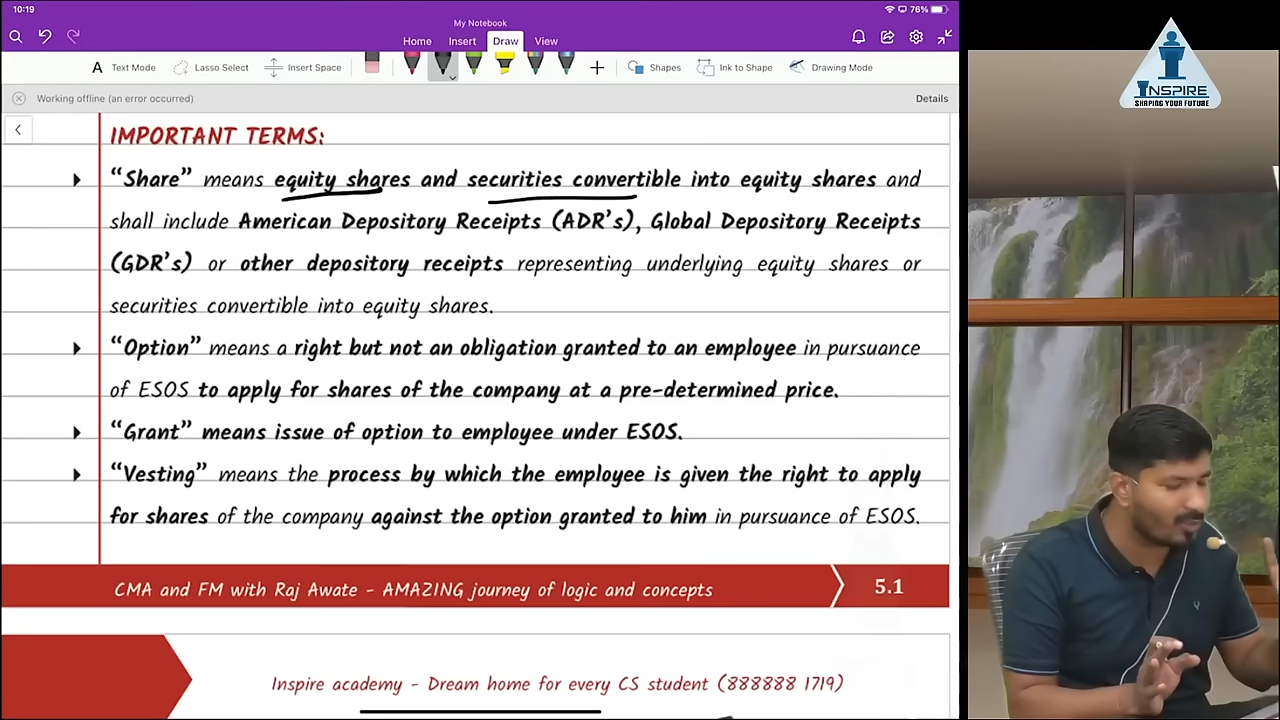 10:19
76%
My Notebook
Home Insert Draw View
A Text Mode Lasso Select Insert Space Shapes Ink to Shape Drawing Mode
Working offline (an error occurred) Details
IMPORTANT TERMS:
“Share” means equity shares and securities convertible into equity shares and
shall include American Depository Receipts (ADR’s), Global Depository Receipts
(GDR’s) or other depository receipts representing underlying equity shares or
securities convertible into equity shares.
“Option” means a right but not an obligation granted to an employee in pursuance
of ESOS to apply for shares of the company at a pre-determined price.
“Grant” means issue of option to employee under ESOS.
“Vesting” means the process by which the employee is given the right to apply
for shares of the company against the option granted to him in pursuance of ESOS.
CMA and FM with Raj Awate - AMAZING journey of logic and concepts 5.1
Inspire academy - Dream home for every CS student (888888 1719)
INSPIRE
SHAPING YOUR FUTURE